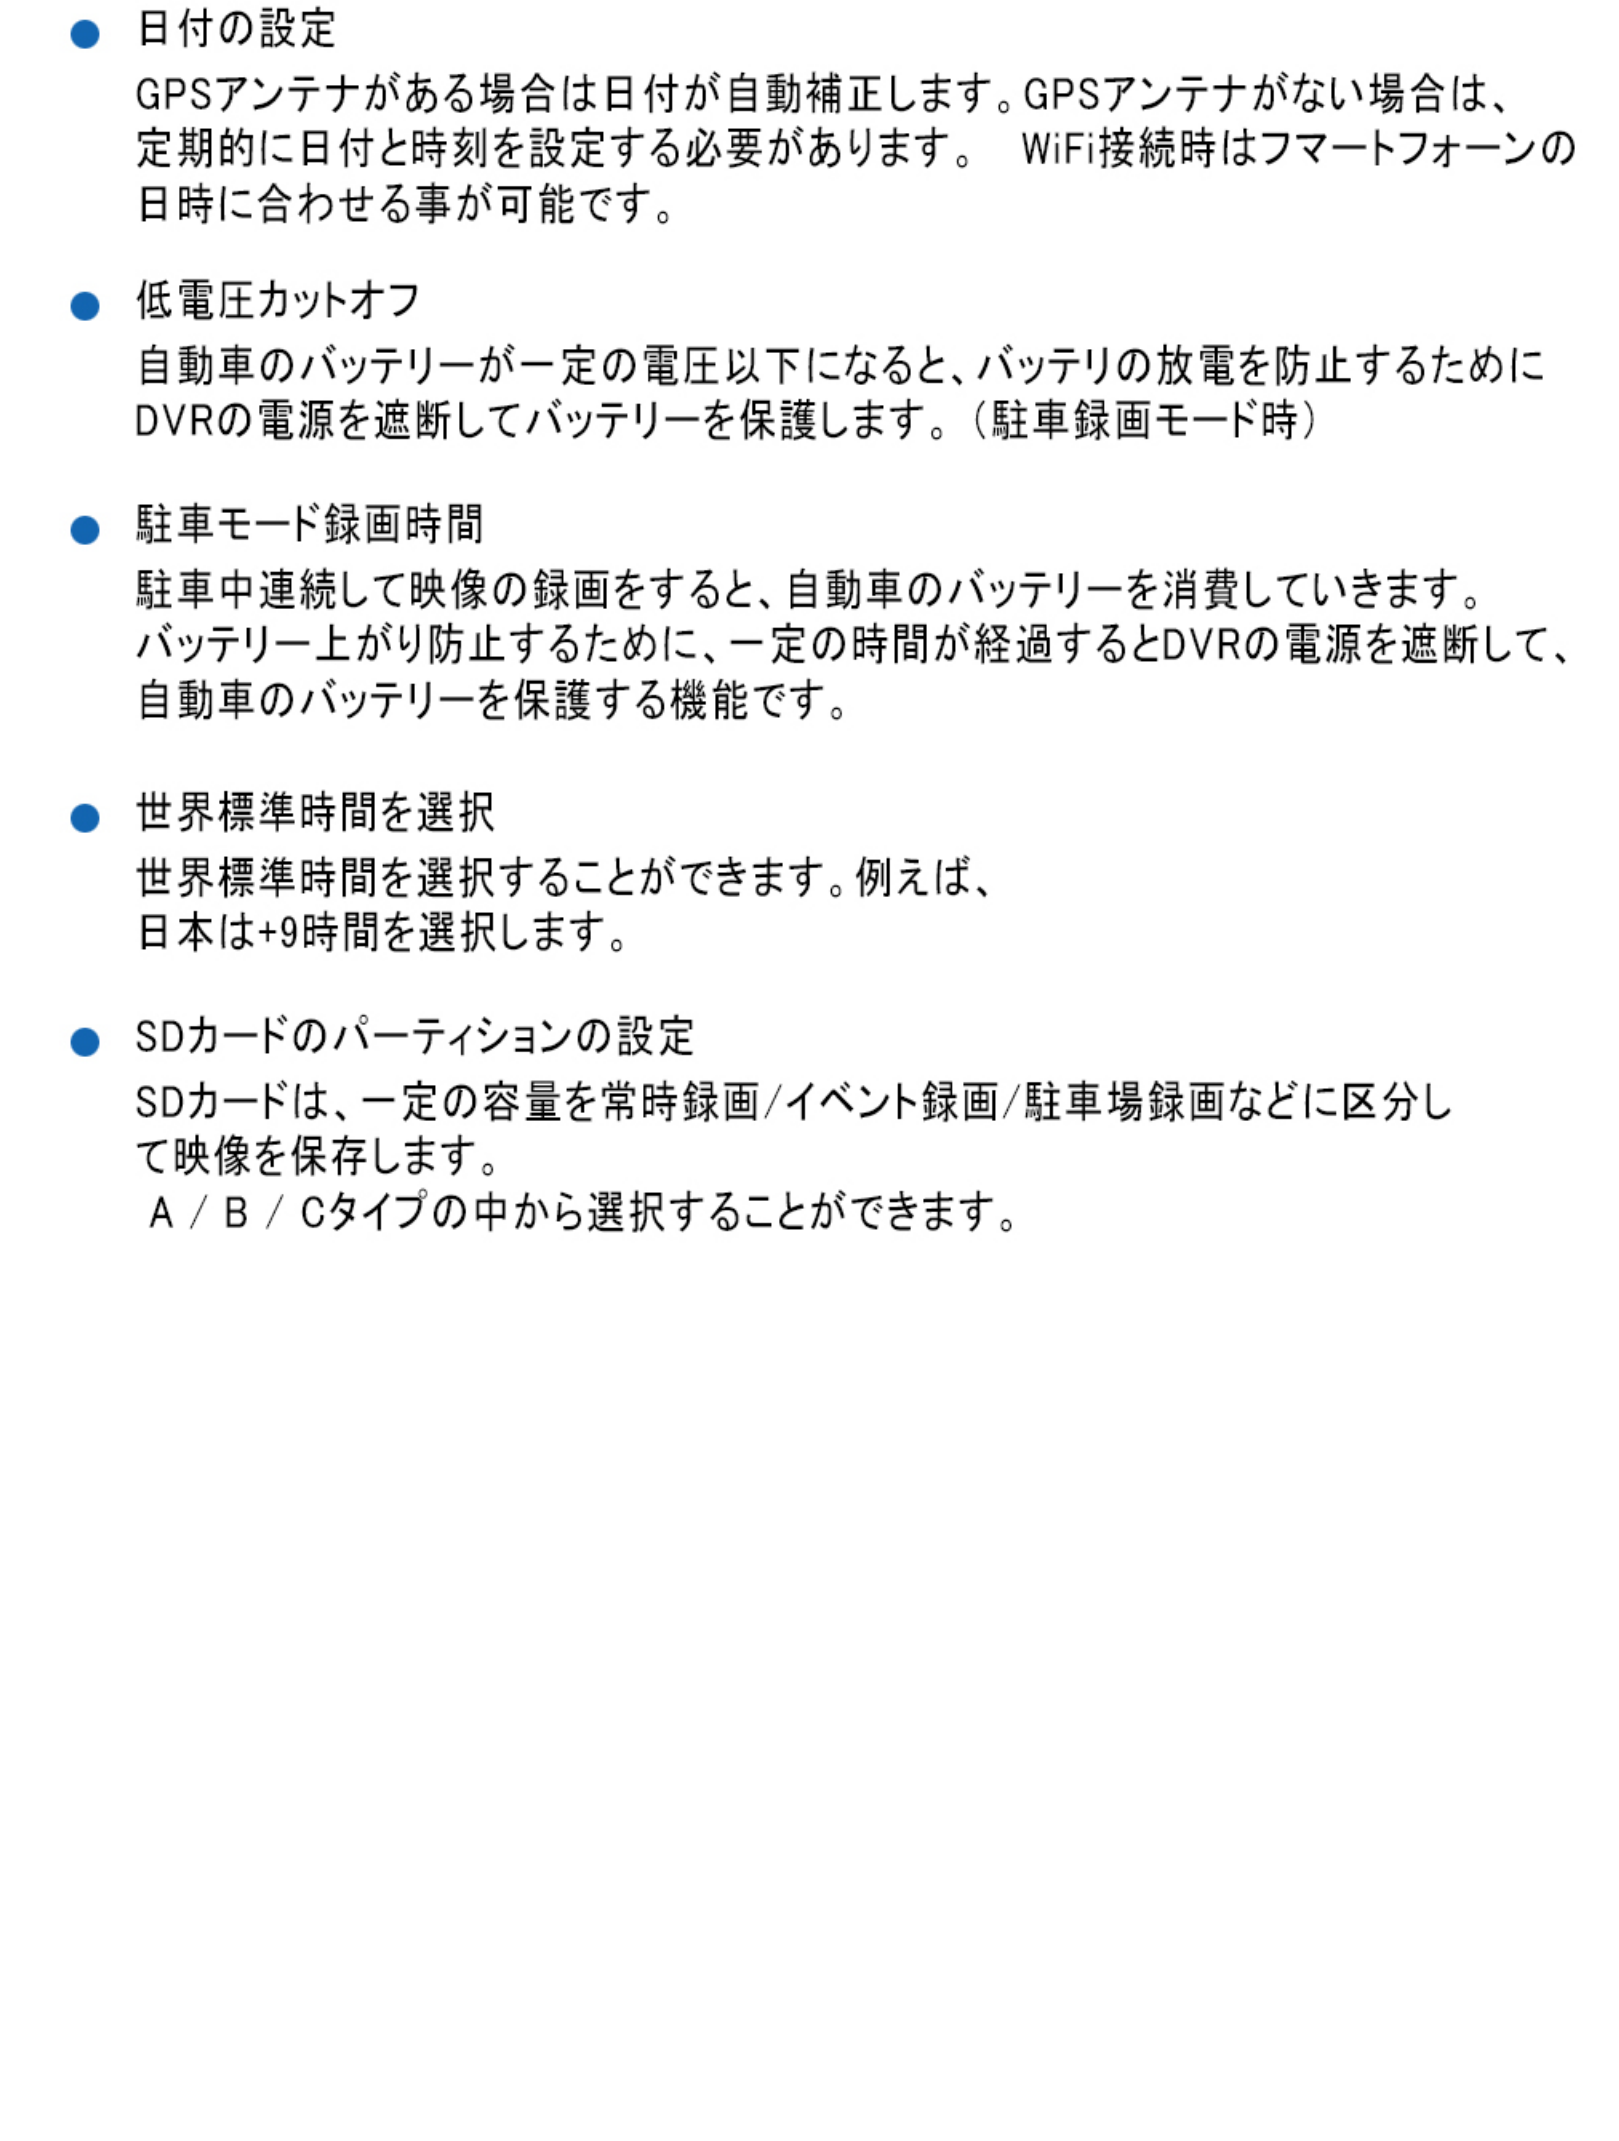 日付の設定
GPSアンテナがある場合は日付が自動補正します。GPSアンテナがない場合は、
定期的に日付と時刻を設定する必要があります。　WiFi接続時はフマートフォーンの
日時に合わせる事が可能です。
低電圧カットオフ
自動車のバッテリーが一定の電圧以下になると、バッテリの放電を防止するために
DVRの電源を遮断してバッテリーを保護します。（駐車録画モード時）
駐車モード録画時間
駐車中連続して映像の録画をすると、自動車のバッテリーを消費していきます。
バッテリー上がり防止するために、一定の時間が経過するとDVRの電源を遮断して、
自動車のバッテリーを保護する機能です。
世界標準時間を選択
世界標準時間を選択することができます。例えば、
日本は+9時間を選択します。
SDカードのパーティションの設定
SDカードは、一定の容量を常時録画/イベント録画/駐車場録画などに区分し
て映像を保存します。
A / B / Cタイプの中から選択することができます。